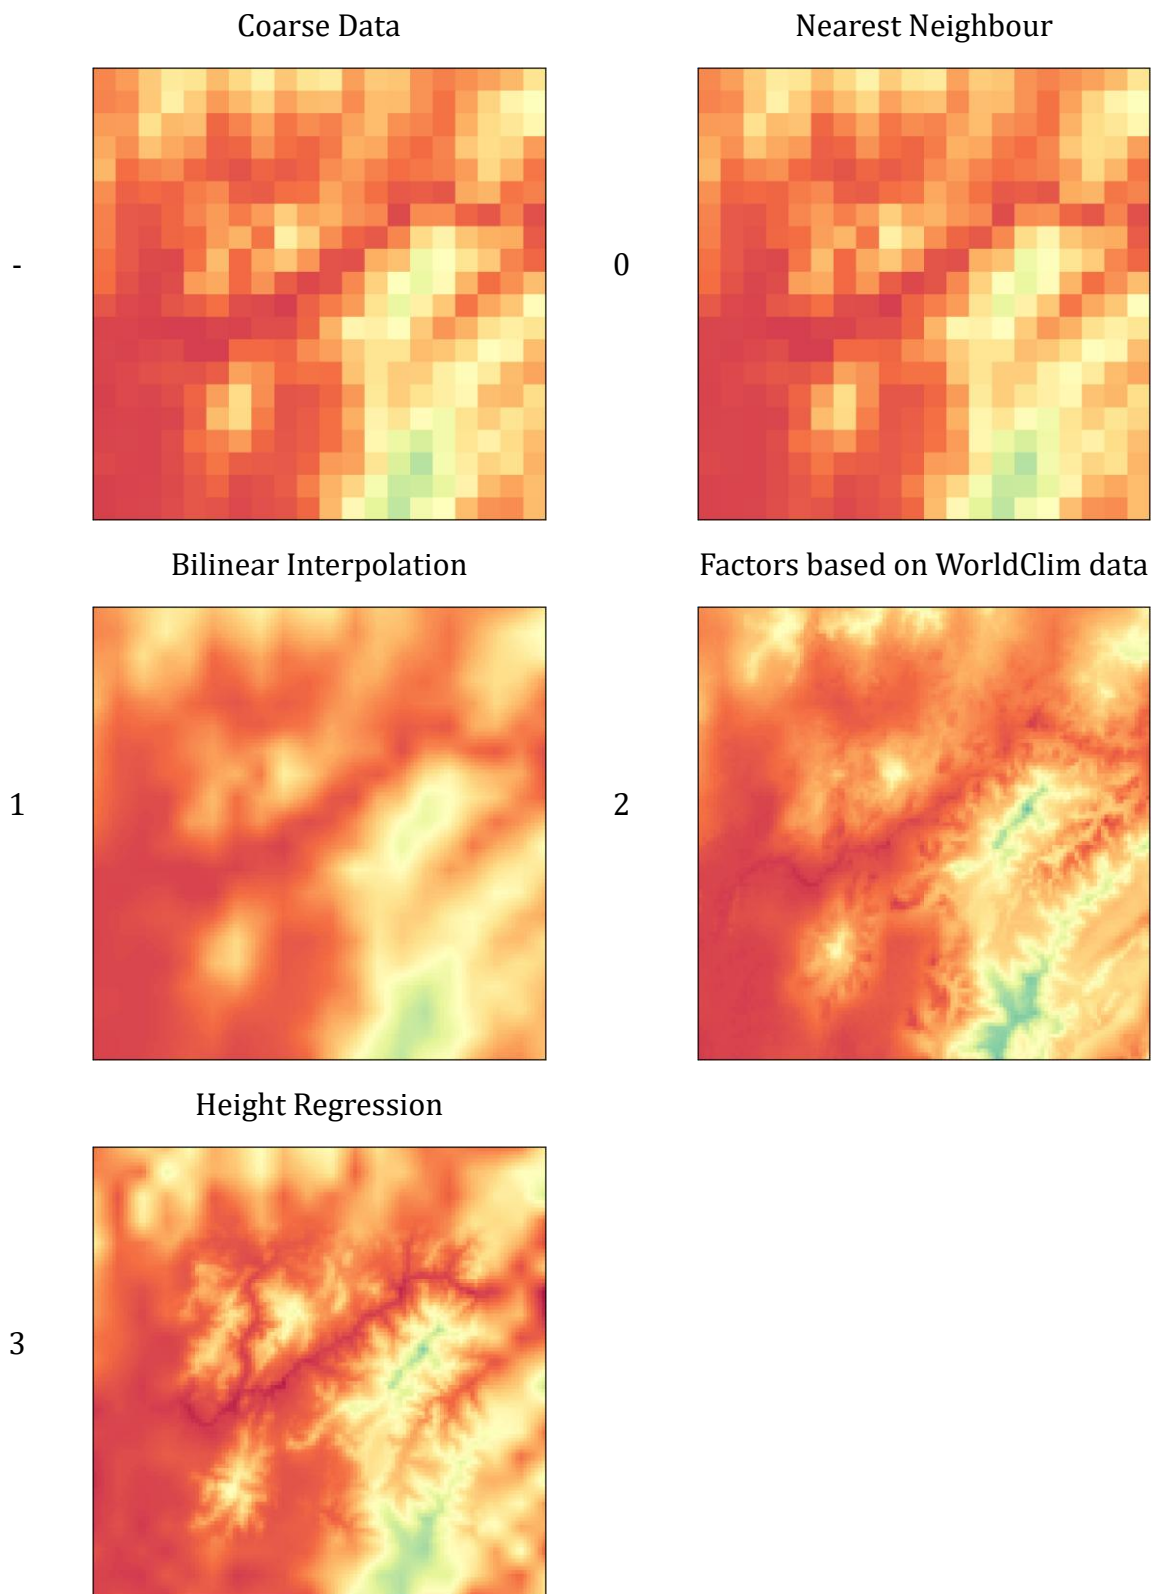 Coarse Data
Nearest Neighbour
-
0
Bilinear Interpolation
Factors based on WorldClim data
1
2
Height Regression
3